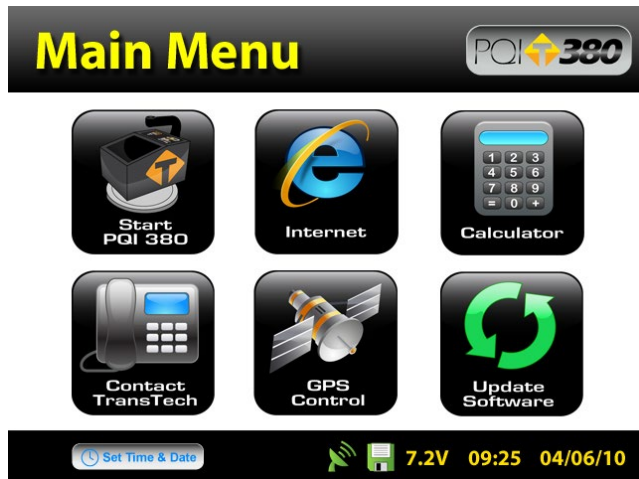 Main Menu
PQI T 380
T
Start
PQI 380
Internet
1 2 3
4 5 6
7 8 9
= 0 +
Calculator
Contact
TransTech
GPS
Control
Update
Software
Set Time & Date
7.2V 09:25 04/06/10